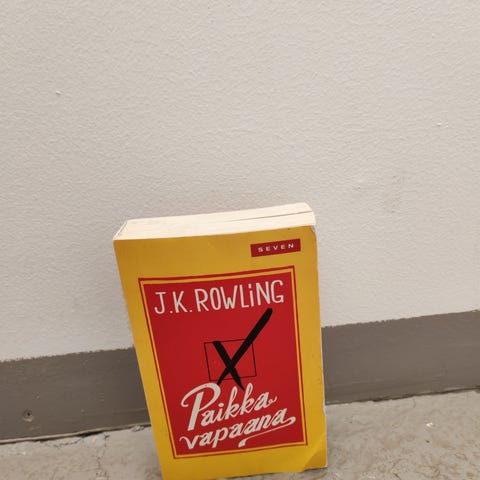 SEVEN
J.K. ROWLiNG
Paikka
vapaana